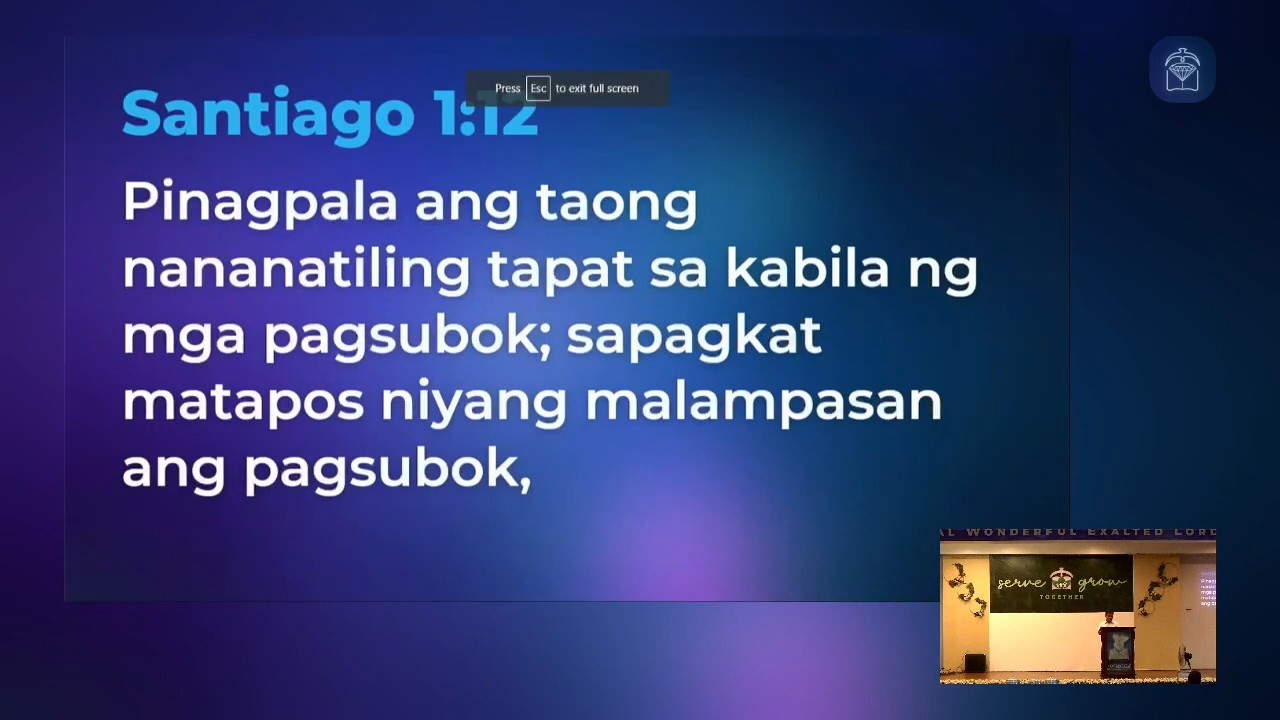 Press Esc to exit full screen
Santiago 1:12
Pinagpala ang taong
nananatiling tapat sa kabila ng
mga pagsubok; sapagkat
matapos niyang malampasan
ang pagsubok,
WONDERFUL EXALTED LORD
serve grow
TOGETHER